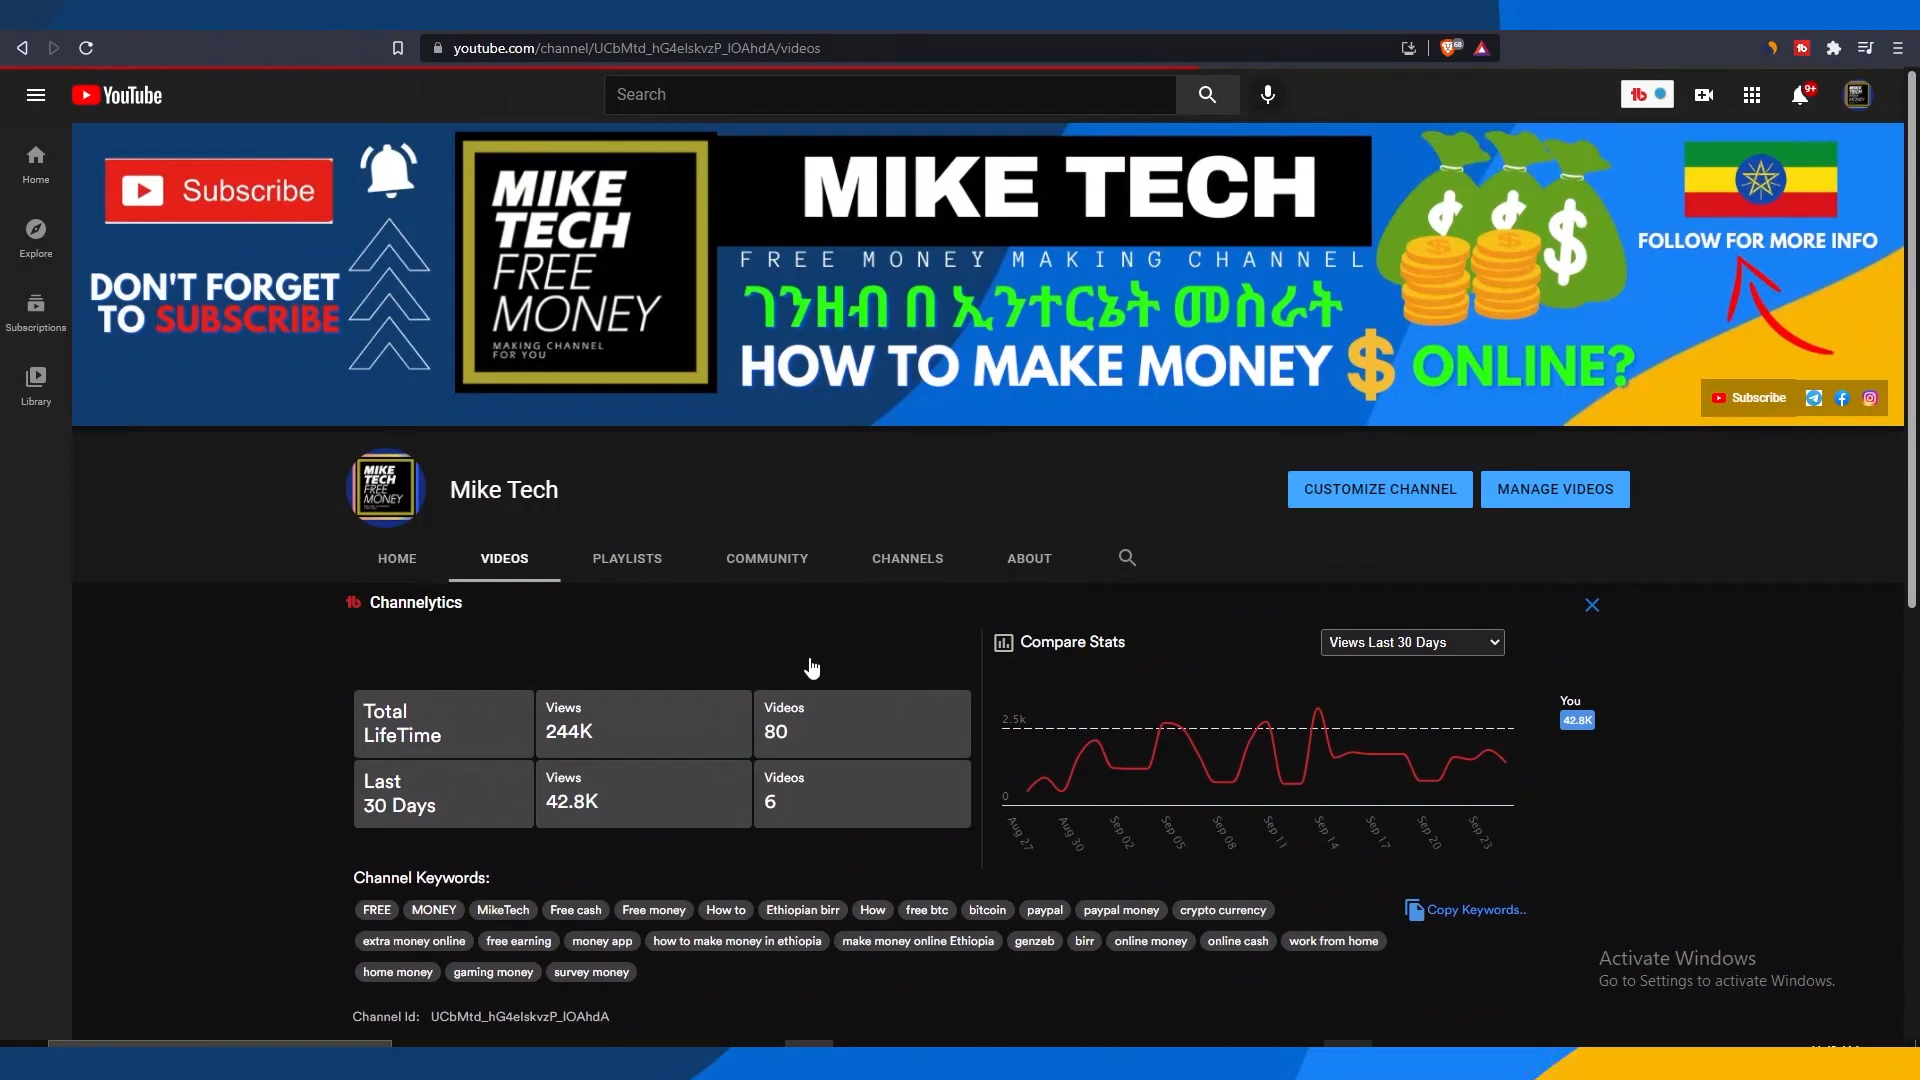 youtube.com/channel/UCbMtd_hG4elskvzP_IOAhdA/videos
68
YouTube
Search
9+
Home
Explore
Subscriptions
Library
Subscribe
DON'T FORGET
TO SUBSCRIBE
MIKE
TECH
FREE
MONEY
MAKING CHANNEL
FOR YOU
MIKE TECH
FREE MONEY MAKING CHANNEL
ገንዘብ በ ኢንተርኔት መስራት
HOW TO MAKE MONEY $ ONLINE?
FOLLOW FOR MORE INFO
Subscribe
MIKE
TECH
FREE
MONEY
Mike Tech
CUSTOMIZE CHANNEL
MANAGE VIDEOS
HOME VIDEOS PLAYLISTS COMMUNITY CHANNELS ABOUT
Channelytics
Total
LifeTime
Views
244K
Videos
80
Last
30 Days
Views
42.8K
Videos
6
Compare Stats
Views Last 30 Days
2.5k
0
Aug 27 Aug 30 Sep 02 Sep 05 Sep 08 Sep 11 Sep 14 Sep 17 Sep 20 Sep 23
You
42.8K
Channel Keywords:
FREE MONEY MikeTech Free cash Free money How to Ethiopian birr How free btc bitcoin paypal paypal money crypto currency
Copy Keywords..
extra money online free earning money app how to make money in ethiopia make money online Ethiopia genzeb birr online money online cash work from home
home money gaming money survey money
Channel Id: UCbMtd_hG4elskvzP_IOAhdA
Activate Windows
Go to Settings to activate Windows.